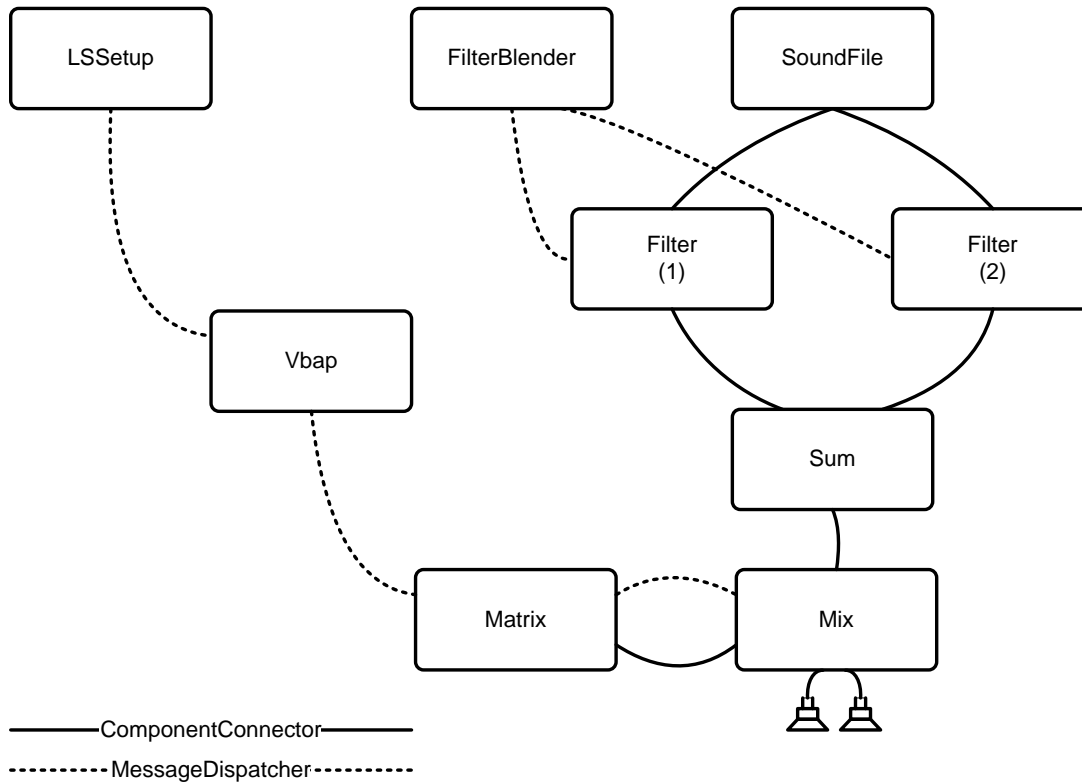 LSSetup
FilterBlender
SoundFile
Filter
(1)
Filter
(2)
Vbap
Sum
Matrix
Mix
ComponentConnector
MessageDispatcher